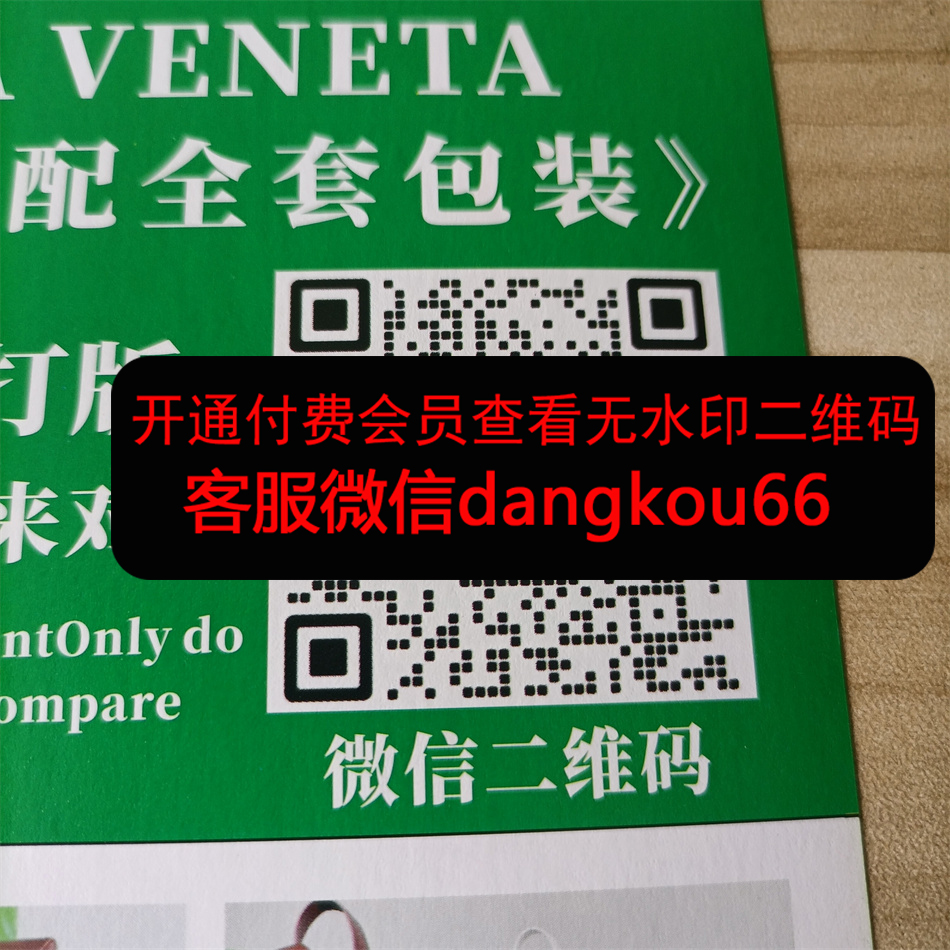 VENETA
配全套包装》
打版
开通付费会员查看无水印二维码
客服微信dangkou66
来对
ntOnly do
ompare
微信二维码